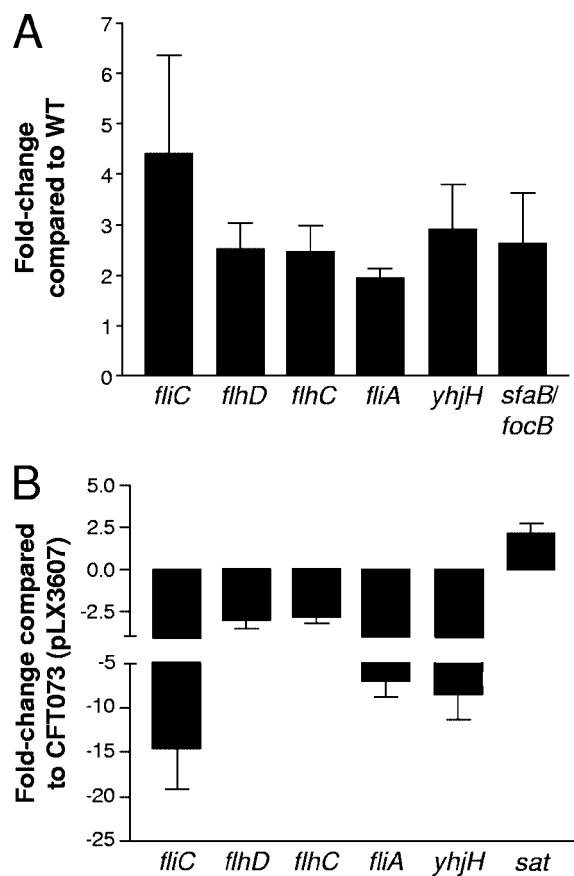 A
Fold-change
compared to WT
7
6
5
4
3
2
1
0
fliC flhD flhC fliA yhjH sfaB/
focB
B
Fold-change compared
to CFT073 (pLX3607)
5.0
2.5
0.0
-2.5
-5
-10
-15
-20
-25
fliC flhD flhC fliA yhjH sat